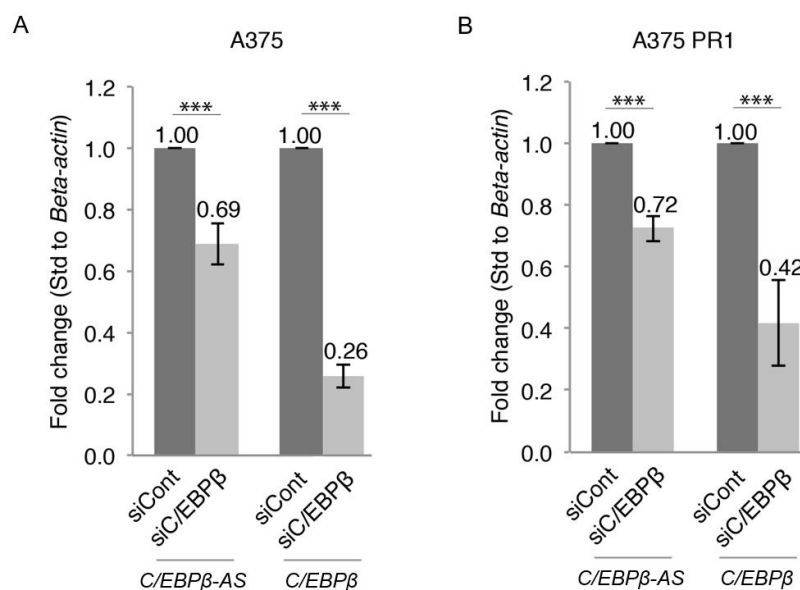 A
A375
Fold change (Std to Beta-actin)
1.2
1.0
0.8
0.6
0.4
0.2
0.0
***
***
1.00
0.69
1.00
0.26
siCont
siC/EBPβ
siCont
siC/EBPβ
C/EBPβ-AS
C/EBPβ
B
A375 PR1
Fold change (Std to Beta-actin)
1.2
1.0
0.8
0.6
0.4
0.2
0.0
***
***
1.00
0.72
1.00
0.42
siCont
siC/EBPβ
siCont
siC/EBPβ
C/EBPβ-AS
C/EBPβ